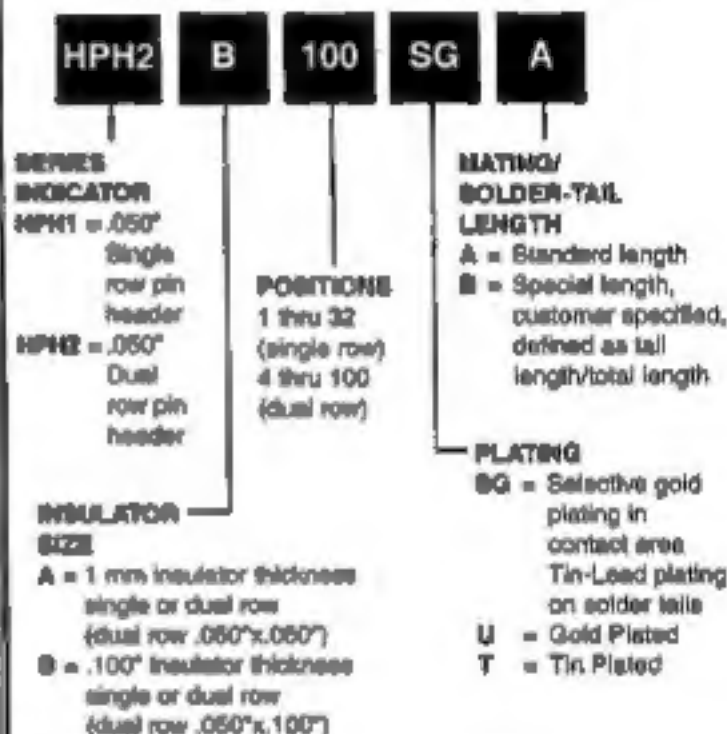 HPH2 B 100 SG A
SERIES
INDICATOR
HPH1 = .050"
Single
row pin
header
HPH2 = .050"
Dual
row pin
header
POSITIONS
1 thru 32
(single row)
4 thru 100
(dual row)
MATING/
SOLDER-TAIL
LENGTH
A = Standard length
B = Special length,
customer specified,
defined as tail
length/total length
PLATING
SG = Selective gold
plating in
contact area
Tin-Lead plating
on solder tails
U = Gold Plated
T = Tin Plated
INSULATOR
SIZE
A = 1 mm insulator thickness
single or dual row
(dual row .050"x.050")
B = .100" insulator thickness
single or dual row
(dual row .050"x.100")